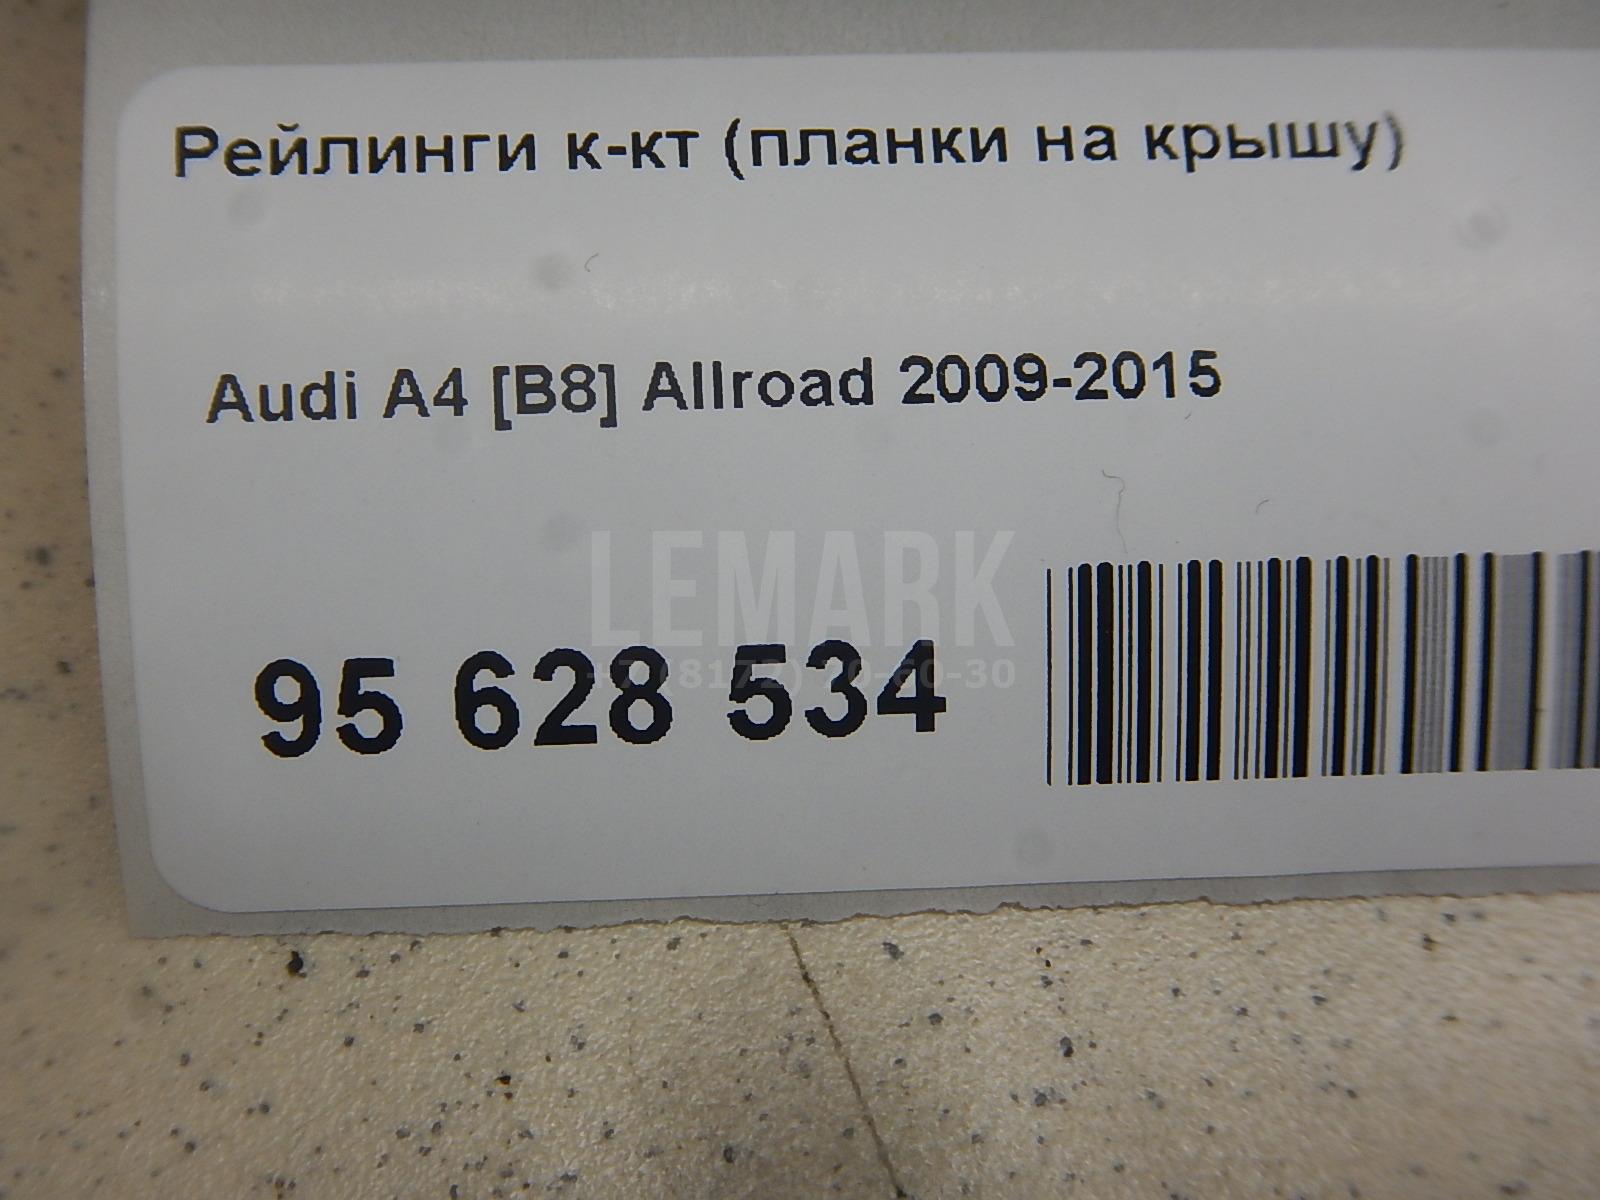 Рейлинги к-кт (планки на крышу)
Audi A4 [B8] Allroad 2009-2015
LEMARK
95 628 534